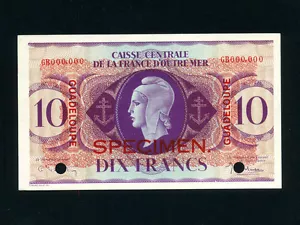 CAISSE CENTRALE
GB000,000 DE LA FRANCE D'OUTRE MER GB000,000
10 GUADELOUPE GUADELOUPE 10
SPECIMEN
DIX FRANCS